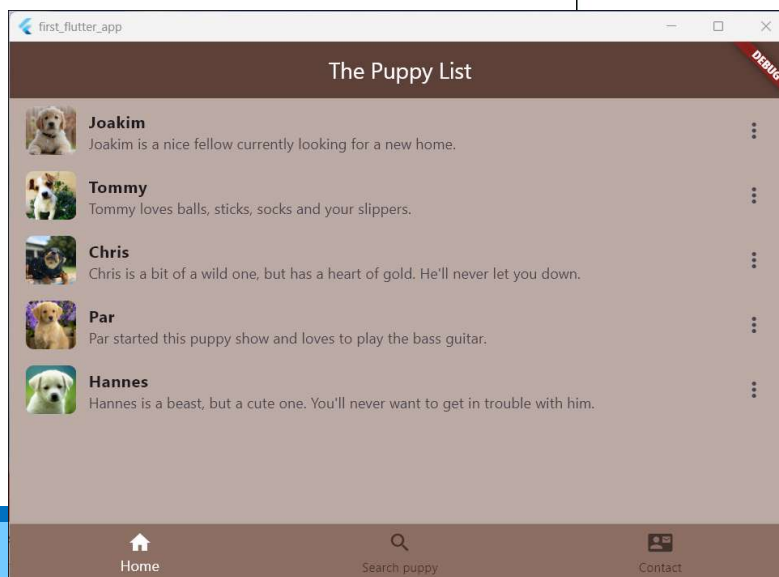 first_flutter_app
The Puppy List
DEBUG
Joakim
Joakim is a nice fellow currently looking for a new home.
Tommy
Tommy loves balls, sticks, socks and your slippers.
Chris
Chris is a bit of a wild one, but has a heart of gold. He'll never let you down.
Par
Par started this puppy show and loves to play the bass guitar.
Hannes
Hannes is a beast, but a cute one. You'll never want to get in trouble with him.
Home
Search puppy
Contact